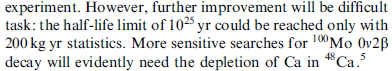 experiment. However, further improvement will be difficult
task: the half-life limit of 10²⁵ yr could be reached only with
200 kg yr statistics. More sensitive searches for ¹⁰⁰Mo 0ν2β
decay will evidently need the depletion of Ca in ⁴⁸Ca.⁵